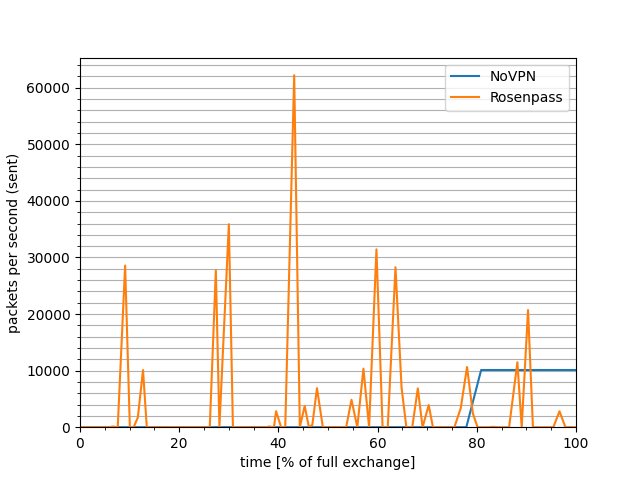 NoVPN
Rosenpass
60000
50000
40000
30000
20000
10000
0
packets per second (sent)
0 20 40 60 80 100
time [% of full exchange]